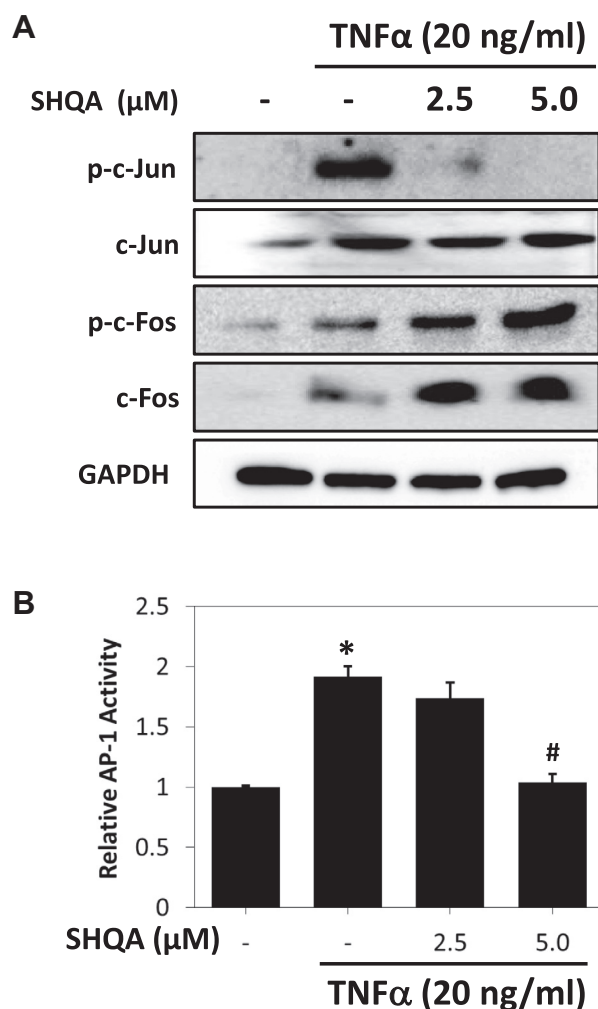 A
TNFα (20 ng/ml)
SHQA (μM) - - 2.5 5.0
p-c-Jun
c-Jun
p-c-Fos
c-Fos
GAPDH
B
Relative AP-1 Activity
2.5
2
1.5
1
0.5
0
*
#
SHQA (μM) - - 2.5 5.0
TNFα (20 ng/ml)